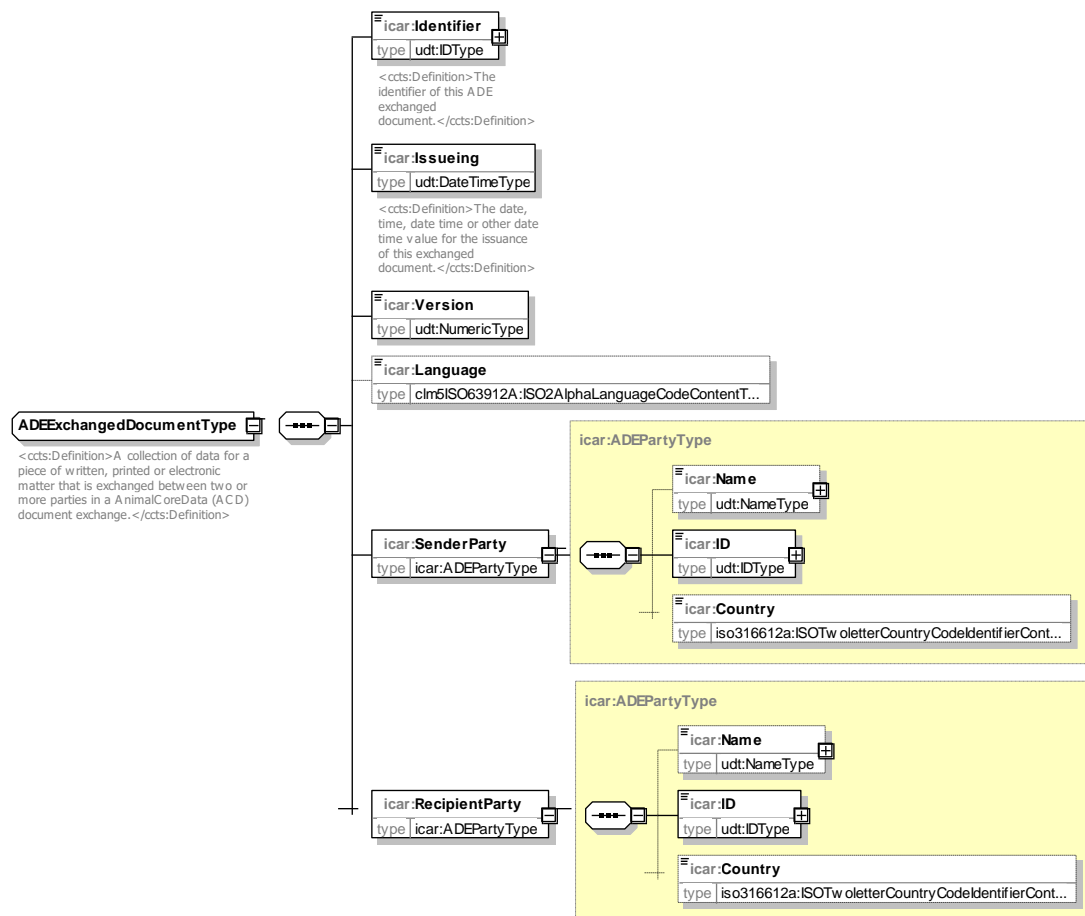 icar:Identifier
type udt:IDType
<ccts:Definition>The
identifier of this ADE
exchanged
document.</ccts:Definition>
icar:Issueing
type udt:DateTimeType
<ccts:Definition>The date,
time, date time or other date
time value for the issuance
of this exchanged
document.</ccts:Definition>
icar:Version
type udt:NumericType
icar:Language
type clm5ISO63912A:ISO2AlphaLanguageCodeContentT...
ADEExchangedDocumentType
<ccts:Definition>A collection of data for a
piece of written, printed or electronic
matter that is exchanged between two or
more parties in a AnimalCoreData (ACD)
document exchange.</ccts:Definition>
icar:SenderParty
type icar:ADEPartyType
icar:ADEPartyType
icar:Name
type udt:NameType
icar:ID
type udt:IDType
icar:Country
type iso316612a:ISOTwoletterCountryCodeIdentifierCont...
icar:RecipientParty
type icar:ADEPartyType
icar:ADEPartyType
icar:Name
type udt:NameType
icar:ID
type udt:IDType
icar:Country
type iso316612a:ISOTwoletterCountryCodeIdentifierCont...